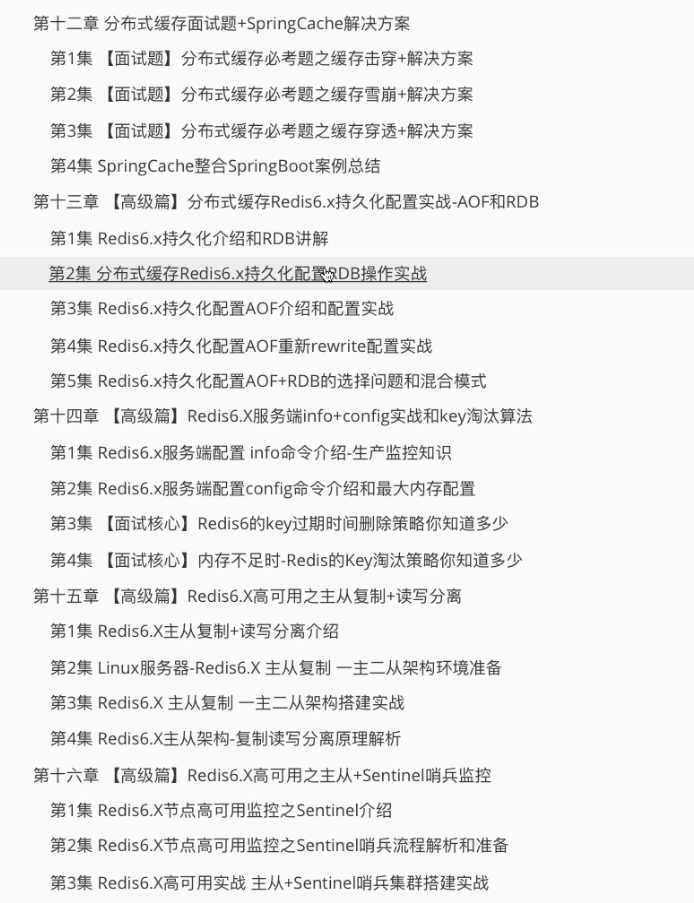 第十二章 分布式缓存面试题+SpringCache解决方案
第1集 【面试题】分布式缓存必考题之缓存击穿+解决方案
第2集 【面试题】分布式缓存必考题之缓存雪崩+解决方案
第3集 【面试题】分布式缓存必考题之缓存穿透+解决方案
第4集 SpringCache整合SpringBoot案例总结
第十三章 【高级篇】分布式缓存Redis6.x持久化配置实战-AOF和RDB
第1集 Redis6.x持久化介绍和RDB讲解
第2集 分布式缓存Redis6.x持久化配置RDB操作实战
第3集 Redis6.x持久化配置AOF介绍和配置实战
第4集 Redis6.x持久化配置AOF重新rewrite配置实战
第5集 Redis6.x持久化配置AOF+RDB的选择问题和混合模式
第十四章 【高级篇】Redis6.X服务端info+config实战和key淘汰算法
第1集 Redis6.x服务端配置 info命令介绍-生产监控知识
第2集 Redis6.x服务端配置config命令介绍和最大内存配置
第3集 【面试核心】Redis6的key过期时间删除策略你知道多少
第4集 【面试核心】内存不足时-Redis的Key淘汰策略你知道多少
第十五章 【高级篇】Redis6.X高可用之主从复制+读写分离
第1集 Redis6.X主从复制+读写分离介绍
第2集 Linux服务器-Redis6.X 主从复制 一主二从架构环境准备
第3集 Redis6.X 主从复制 一主二从架构搭建实战
第4集 Redis6.X主从架构-复制读写分离原理解析
第十六章 【高级篇】Redis6.X高可用之主从+Sentinel哨兵监控
第1集 Redis6.X节点高可用监控之Sentinel介绍
第2集 Redis6.X节点高可用监控之Sentinel哨兵流程解析和准备
第3集 Redis6.X高可用实战 主从+Sentinel哨兵集群搭建实战